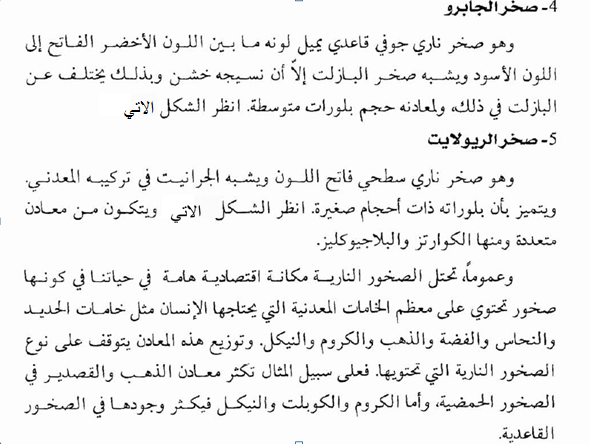 4- صخر الجابرو
وهو صخر ناري جوفي قاعدي يميل لونه ما بين اللون الأخضر الفاتح إلى
اللون الأسود ويشبه صخر البازلت إلاّ أن نسيجه خشن وبذلك يختلف عن
البازلت في ذلك، ولمعادنه حجم بلورات متوسطة. انظر الشكل الاتي
5- صخر الريولايت
وهو صخر ناري سطحي فاتح اللون ويشبه الجرانيت في تركيبه المعدني.
ويتميز بأن بلوراته ذات أحجام صغيرة. انظر الشكل الاتي ويتكون من معادن
متعددة ومنها الكوارتز والبلاجيوكليز.
وعموماً، تحتل الصخور النارية مكانة اقتصادية هامة في حياتنا في كونها
صخور تحتوي على معظم الخامات المعدنية التي يحتاجها الإنسان مثل خامات الحديد
والنحاس والفضة والذهب والكروم والنيكل. وتوزيع هذه المعادن يتوقف على نوع
الصخور النارية التي تحتويها. فعلى سبيل المثال تكثر معادن الذهب والقصدير في
الصخور الحمضية، وأما الكروم والكوبلت والنيكل فيكثر وجودها في الصخور
القاعدية.